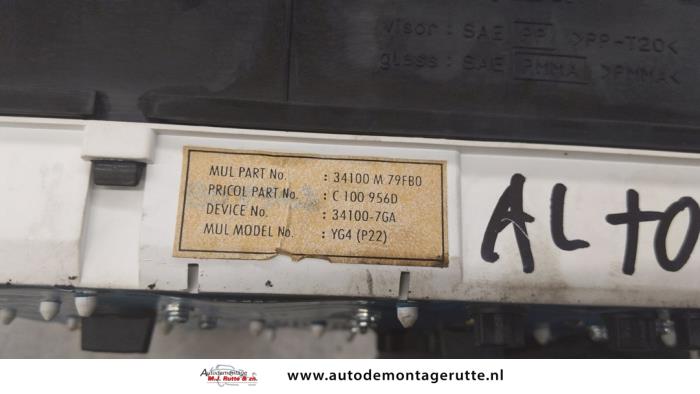 visor: SAE PP >PP-T20<
glass: SAE PMMA >PMMA<
MUL PART No. : 34100 M 79FB0
PRICOL PART No. : C 100 956D
DEVICE No. : 34100-7GA
MUL MODEL No. : YG4 (P22)
ALTO
Autodemontage
M.J. Rutte & zn.
www.autodemontagerutte.nl